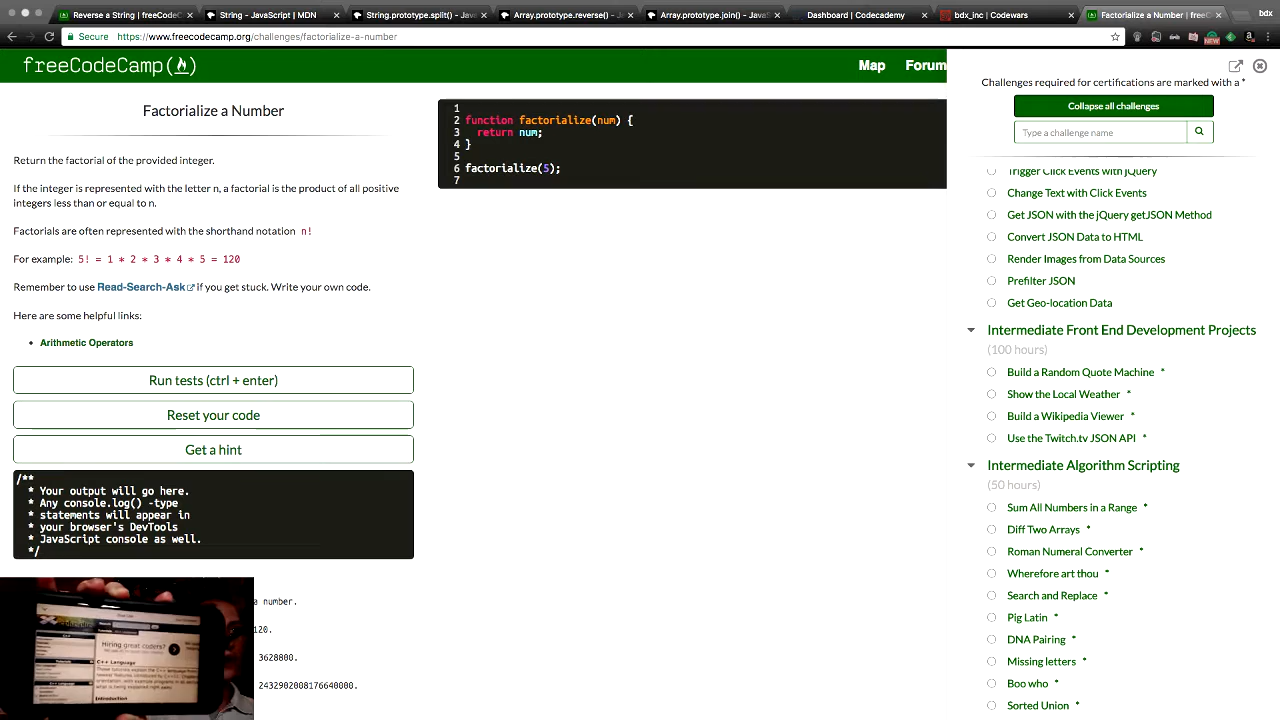 Reverse a String | freeCodeC
String - JavaScript | MDN
String.prototype.split() - Ja
Array.prototype.reverse() - J
Array.prototype.join() - Java
Dashboard | Codecademy
bdx_inc | Codewars
Factorialize a Number | free
bdx
Secure
https://www.freecodecamp.org/challenges/factorialize-a-number
NEW
freeCodeCamp
Map
Forum
Factorialize a Number
Return the factorial of the provided integer.
If the integer is represented with the letter n, a factorial is the product of all positive
integers less than or equal to n.
Factorials are often represented with the shorthand notation n!
For example: 5! = 1 * 2 * 3 * 4 * 5 = 120
Remember to use Read-Search-Ask if you get stuck. Write your own code.
Here are some helpful links:
• Arithmetic Operators
Run tests (ctrl + enter)
Reset your code
Get a hint
/**
* Your output will go here.
* Any console.log() -type
* statements will appear in
* your browser's DevTools
* JavaScript console as well.
*/
a number.
120.
3628800.
2432902008176640000.
Hiring great coders?
C++ Language
Introduction
1
2 function factorialize(num) {
3 return num;
4 }
5
6 factorialize(5);
7
Challenges required for certifications are marked with a *
Collapse all challenges
Type a challenge name
Trigger Click Events with jQuery
Change Text with Click Events
Get JSON with the jQuery getJSON Method
Convert JSON Data to HTML
Render Images from Data Sources
Prefilter JSON
Get Geo-location Data
Intermediate Front End Development Projects
(100 hours)
Build a Random Quote Machine *
Show the Local Weather *
Build a Wikipedia Viewer *
Use the Twitch.tv JSON API *
Intermediate Algorithm Scripting
(50 hours)
Sum All Numbers in a Range *
Diff Two Arrays *
Roman Numeral Converter *
Wherefore art thou *
Search and Replace *
Pig Latin *
DNA Pairing *
Missing letters *
Boo who *
Sorted Union *